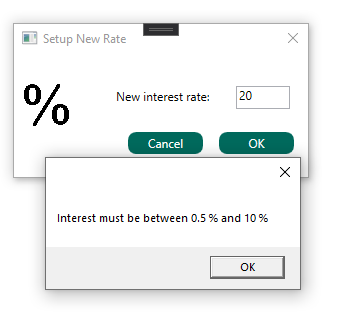 Setup New Rate
%
New interest rate: 20
Cancel OK
Interest must be between 0.5 % and 10 %
OK